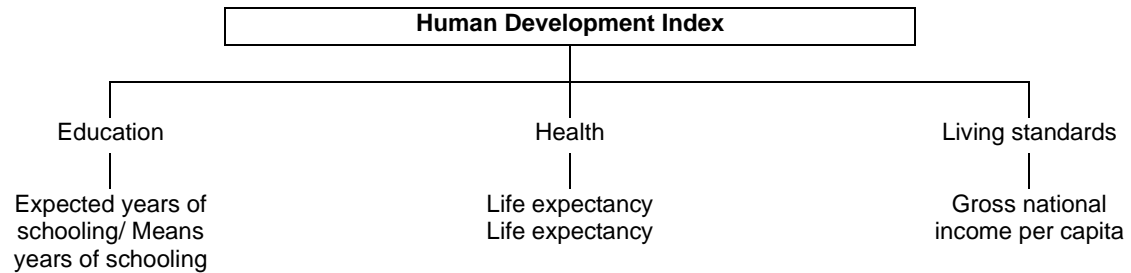 Human Development Index
Education
Health
Living standards
Expected years of
schooling/ Means
years of schooling
Life expectancy
Life expectancy
Gross national
income per capita